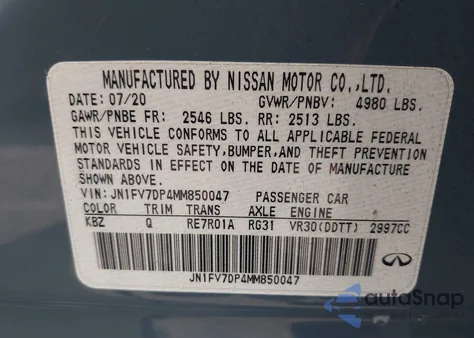 MANUFACTURED BY NISSAN MOTOR CO.,LTD.
DATE: 07/20 GVWR/PNBV: 4980 LBS.
GAWR/PNBE FR: 2546 LBS. RR: 2513 LBS.
THIS VEHICLE CONFORMS TO ALL APPLICABLE FEDERAL
MOTOR VEHICLE SAFETY,BUMPER,AND THEFT PREVENTION
STANDARDS IN EFFECT ON THE DATE OF MANUFACTURE
SHOWN ABOVE.
VIN: JN1FV7DP4MM850047 PASSENGER CAR
COLOR TRIM TRANS AXLE ENGINE
KBZ Q RE7R01A RG31 VR30(DDTT) 2997CC
JN1FV7DP4MM850047
autoSnap